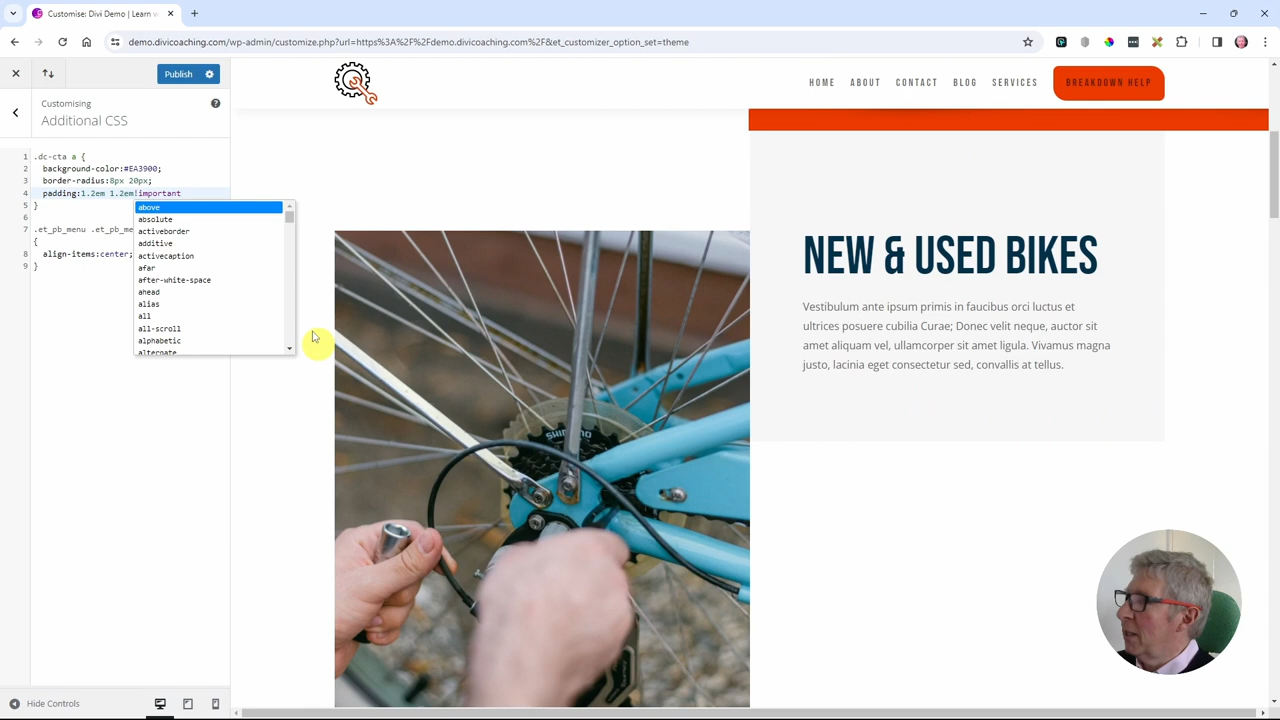 Customise: Divi Demo | Learn w
demo.divicoaching.com/wp-admin/customize.php?url=https%3A%2F%2Fdemo.divicoaching.com%2F&et_customizer_option_set=theme
Publish
Customising
Additional CSS
1 .dc-cta a {
2 background-color:#EA3900;
3 border-radius:8px 20px;
4 padding:1.2em 1.2em!important
5 }
6
7 .et_pb_menu .et_pb_me
{
8 align-items:center;
9 }
above
absolute
activeborder
additive
activecaption
afar
after-white-space
ahead
alias
all
all-scroll
alphabetic
alternate
Hide Controls
HOME ABOUT CONTACT BLOG SERVICES BREAKDOWN HELP
NEW & USED BIKES
Vestibulum ante ipsum primis in faucibus orci luctus et
ultrices posuere cubilia Curae; Donec velit neque, auctor sit
amet aliquam vel, ullamcorper sit amet ligula. Vivamus magna
justo, lacinia eget consectetur sed, convallis at tellus.
SHIMANO